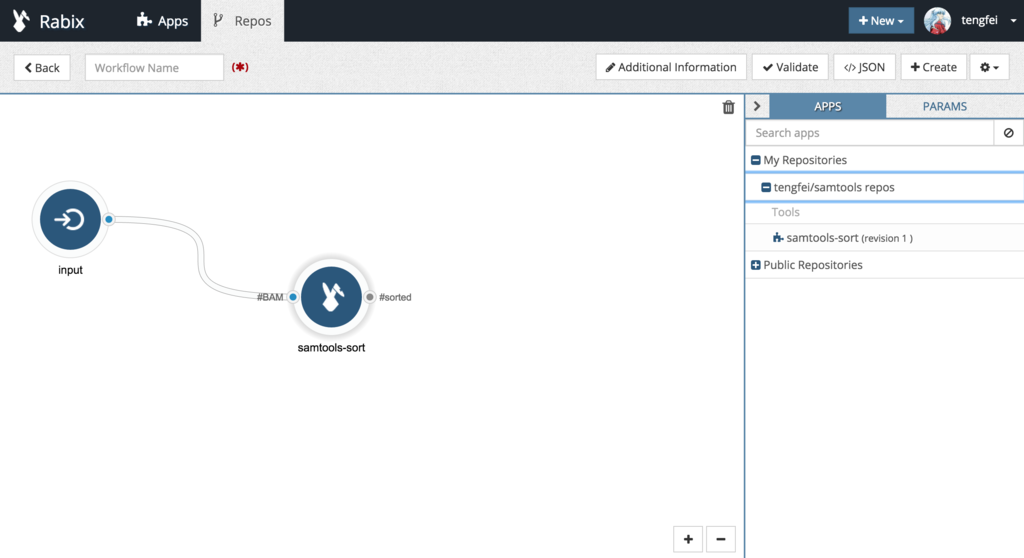 Rabix
Apps
Repos
+ New
tengfei
Back
Workflow Name
(*)
Additional Information
Validate
</> JSON
+ Create
APPS
PARAMS
Search apps
My Repositories
tengfei/samtools repos
Tools
samtools-sort (revision 1 )
Public Repositories
input
#BAM
#sorted
samtools-sort